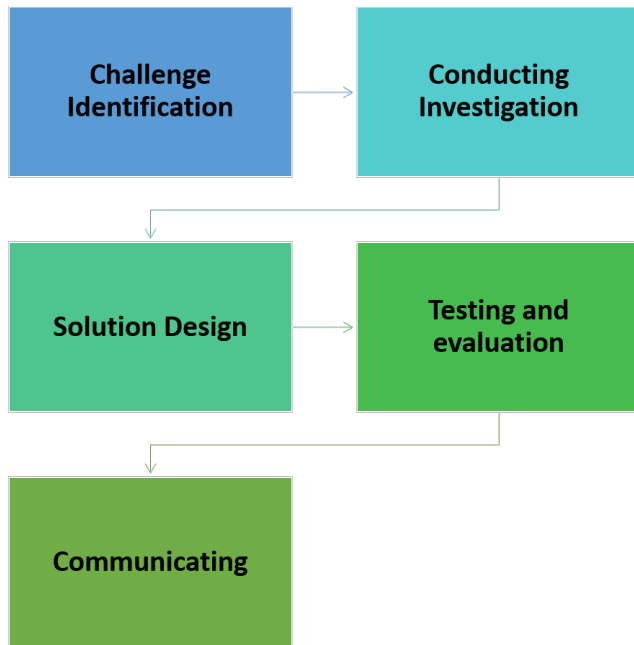 Challenge
Identification
Conducting
Investigation
Solution Design
Testing and
evaluation
Communicating